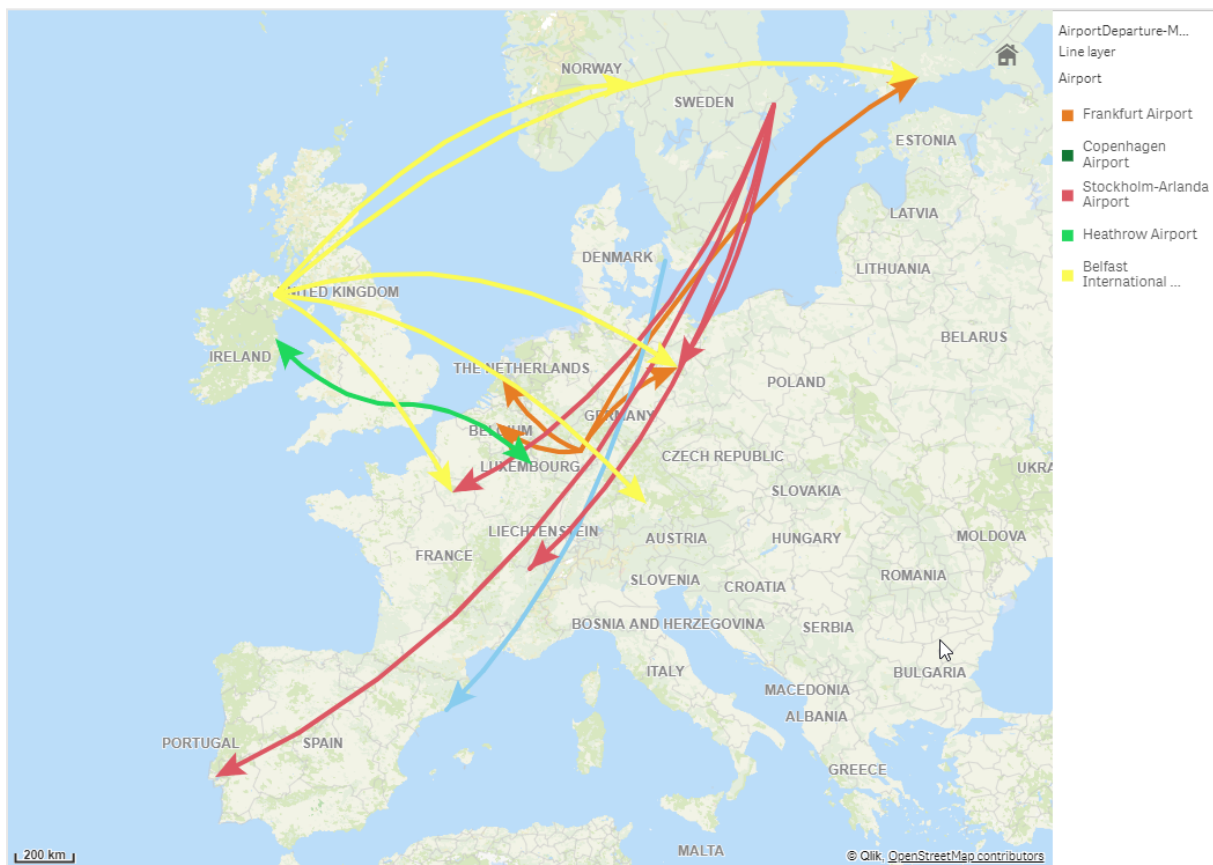 NORWAY
SWEDEN
ESTONIA
LATVIA
DENMARK
LITHUANIA
UNITED KINGDOM
BELARUS
IRELAND
THE NETHERLANDS
POLAND
GERMANY
BELGIUM
CZECH REPUBLIC
LUXEMBOURG
UKRA
SLOVAKIA
LIECHTENSTEIN
AUSTRIA
HUNGARY
MOLDOVA
FRANCE
SLOVENIA
ROMANIA
CROATIA
BOSNIA AND HERZEGOVINA
SERBIA
ITALY
BULGARIA
MACEDONIA
ALBANIA
PORTUGAL
SPAIN
GREECE
MALTA
200 km
© Qlik, OpenStreetMap contributors
AirportDeparture-M...
Line layer
Airport
Frankfurt Airport
Copenhagen
Airport
Stockholm-Arlanda
Airport
Heathrow Airport
Belfast
International ...